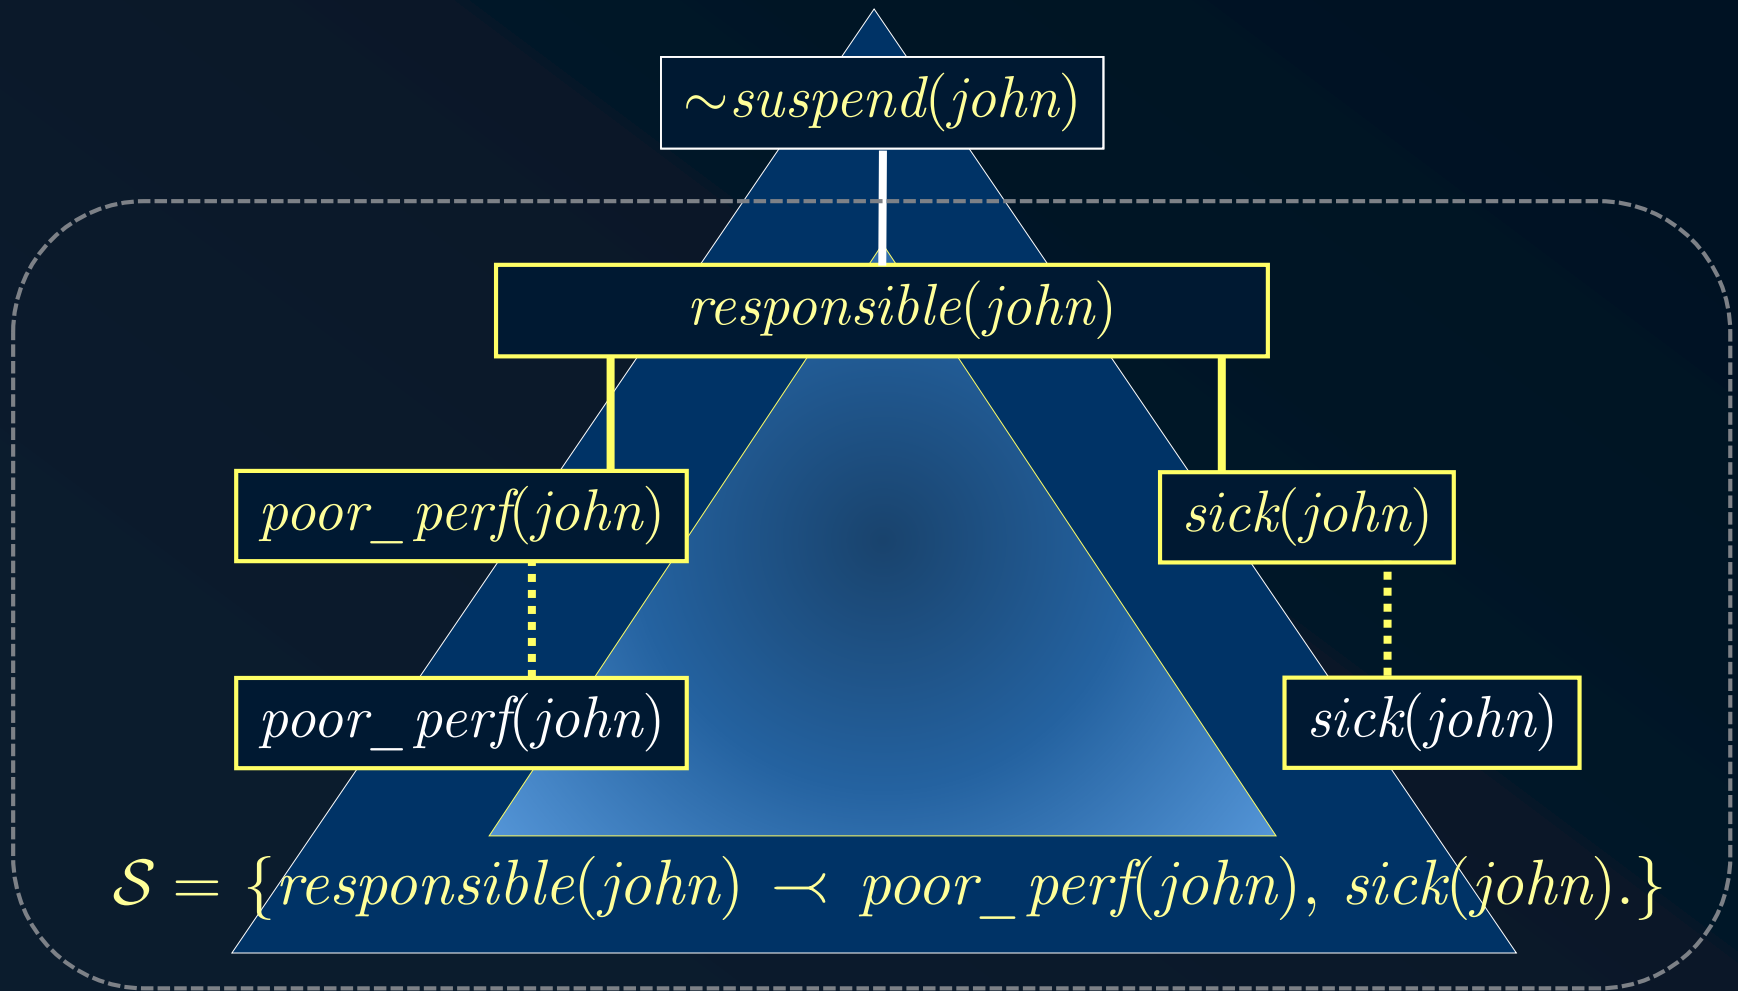 ∼suspend(john)
responsible(john)
poor_perf(john) sick(john)
poor_perf(john) sick(john)
𝒮 = {responsible(john) ⤙ poor_perf(john), sick(john).}